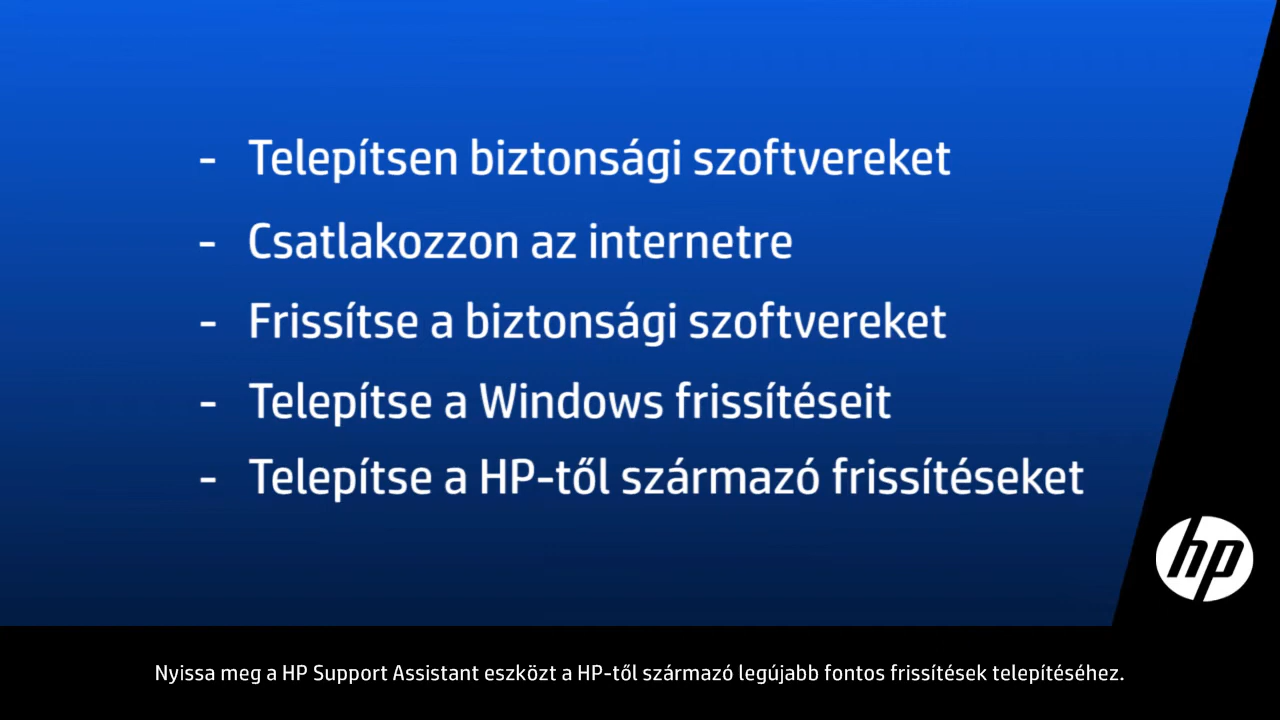 - Telepítsen biztonsági szoftvereket
- Csatlakozzon az internetre
- Frissítse a biztonsági szoftvereket
- Telepítse a Windows frissítéseit
- Telepítse a HP-től származó frissítéseket
hp
Nyissa meg a HP Support Assistant eszközt a HP-től származó legújabb fontos frissítések telepítéséhez.